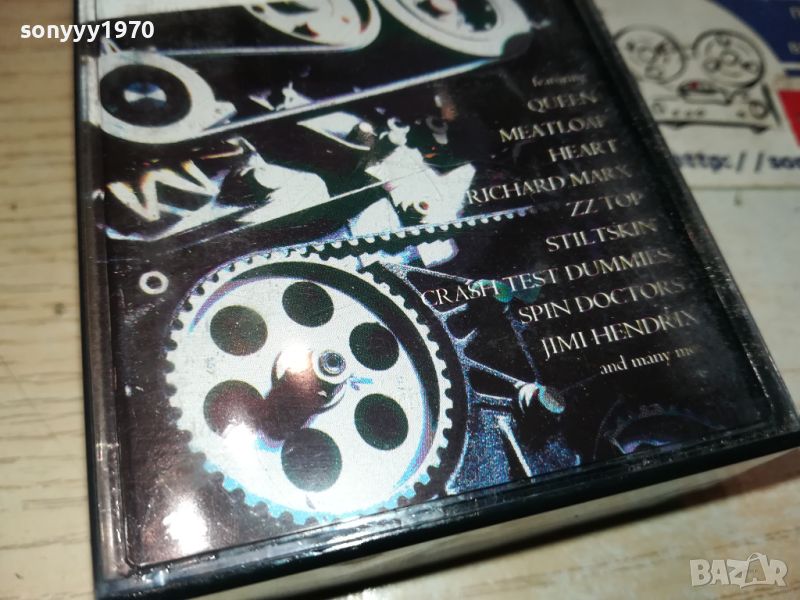 sonyyy1970
featuring
QUEEN
MEATLOAF
HEART
RICHARD MARX
ZZ TOP
STILTSKIN
CRASH TEST DUMMIES
SPIN DOCTORS
JIMI HENDRIX
and many mo
http://son
BAZAR